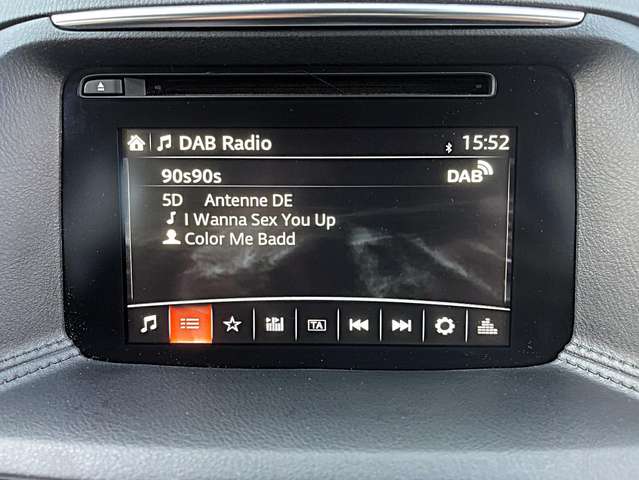 DAB Radio 15:52
90s90s DAB
5D Antenne DE
I Wanna Sex You Up
Color Me Badd
TA